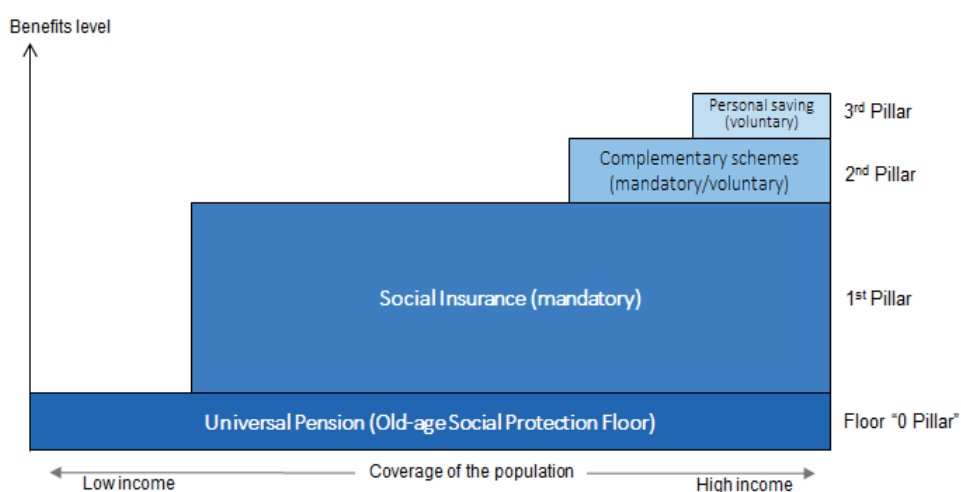 Benefits level
Personal saving
(voluntary)
3rd Pillar
Complementary schemes
(mandatory/voluntary)
2nd Pillar
Social Insurance (mandatory)
1st Pillar
Universal Pension (Old-age Social Protection Floor)
Floor “0 Pillar”
Coverage of the population
Low income
High income